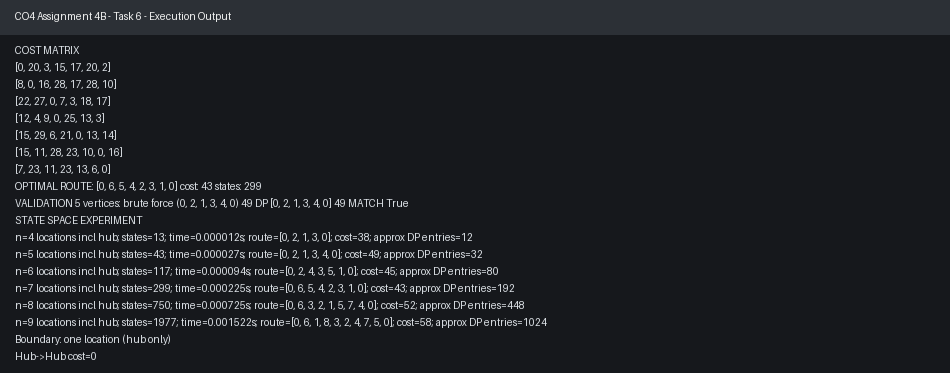 CO4 Assignment 4B - Task 6 - Execution Output
COST MATRIX
[0, 20, 3, 15, 17, 20, 2]
[8, 0, 16, 28, 17, 28, 10]
[22, 27, 0, 7, 3, 18, 17]
[12, 4, 9, 0, 25, 13, 3]
[15, 29, 6, 21, 0, 13, 14]
[15, 11, 28, 23, 10, 0, 16]
[7, 23, 11, 23, 13, 6, 0]
OPTIMAL ROUTE: [0, 6, 5, 4, 2, 3, 1, 0] cost: 43 states: 299
VALIDATION 5 vertices: brute force (0, 2, 1, 3, 4, 0) 49 DP [0, 2, 1, 3, 4, 0] 49 MATCH True
STATE SPACE EXPERIMENT
n=4 locations incl hub; states=13; time=0.000012s; route=[0, 2, 1, 3, 0]; cost=38; approx DP entries=12
n=5 locations incl hub; states=43; time=0.000027s; route=[0, 2, 1, 3, 4, 0]; cost=49; approx DP entries=32
n=6 locations incl hub; states=117; time=0.000094s; route=[0, 2, 4, 3, 5, 1, 0]; cost=45; approx DP entries=80
n=7 locations incl hub; states=299; time=0.000225s; route=[0, 6, 5, 4, 2, 3, 1, 0]; cost=43; approx DP entries=192
n=8 locations incl hub; states=750; time=0.000725s; route=[0, 6, 3, 2, 1, 5, 7, 4, 0]; cost=52; approx DP entries=448
n=9 locations incl hub; states=1977; time=0.001522s; route=[0, 6, 1, 8, 3, 2, 4, 7, 5, 0]; cost=58; approx DP entries=1024
Boundary: one location (hub only)
Hub->Hub cost=0